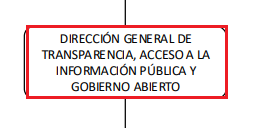 DIRECCIÓN GENERAL DE
TRANSPARENCIA, ACCESO A LA
INFORMACIÓN PÚBLICA Y
GOBIERNO ABIERTO